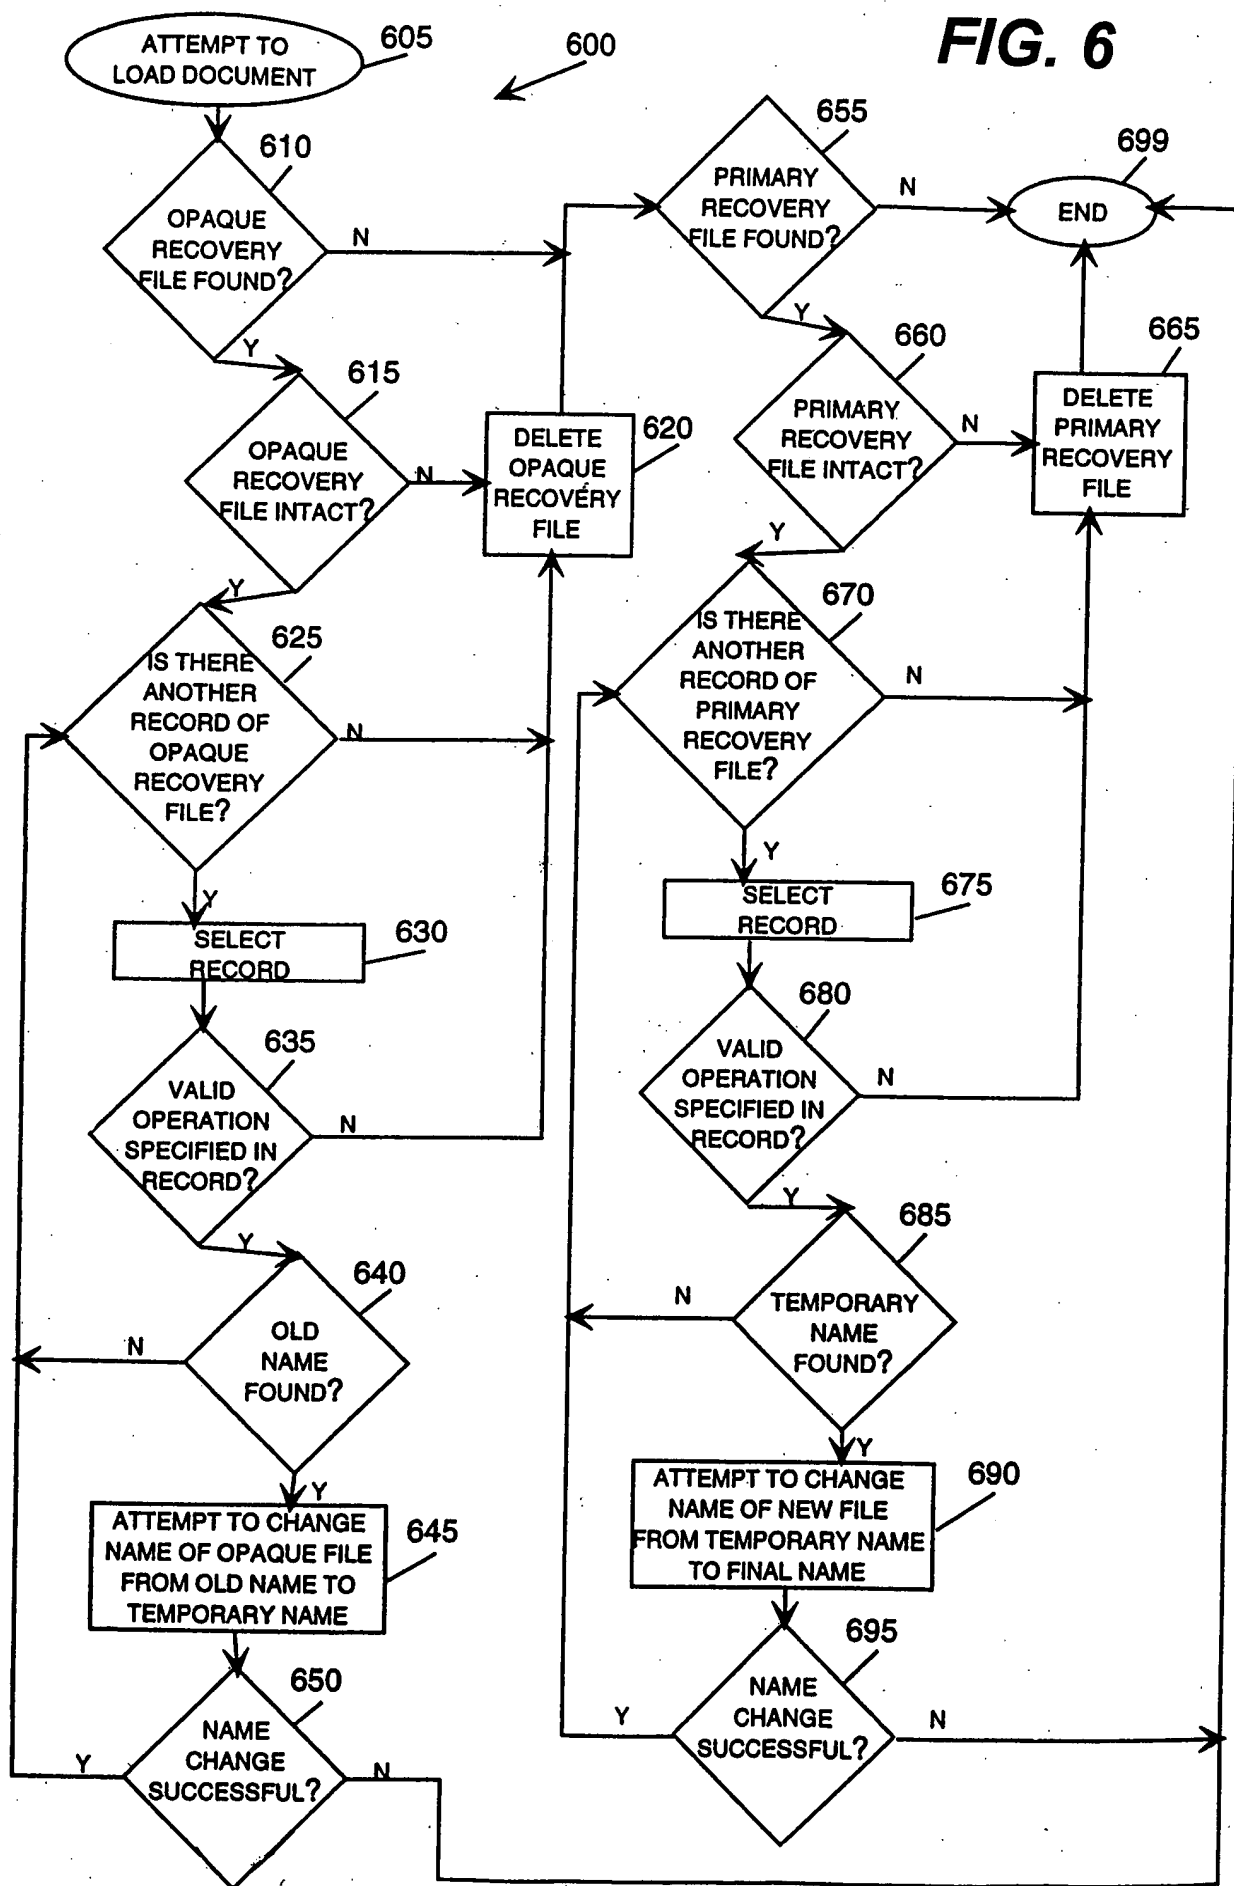 FIG. 6
600
ATTEMPT TO
LOAD DOCUMENT
605
610
OPAQUE
RECOVERY
FILE FOUND?
N
Y
615
OPAQUE
RECOVERY
FILE INTACT?
N
Y
DELETE
OPAQUE
RECOVERY
FILE
620
625
IS THERE
ANOTHER
RECORD OF
OPAQUE
RECOVERY
FILE?
N
Y
SELECT
RECORD
630
635
VALID
OPERATION
SPECIFIED IN
RECORD?
N
Y
640
OLD
NAME
FOUND?
N
Y
ATTEMPT TO CHANGE
NAME OF OPAQUE FILE
FROM OLD NAME TO
TEMPORARY NAME
645
650
NAME
CHANGE
SUCCESSFUL?
Y
N
655
PRIMARY
RECOVERY
FILE FOUND?
N
Y
699
END
660
PRIMARY
RECOVERY
FILE INTACT?
N
Y
665
DELETE
PRIMARY
RECOVERY
FILE
670
IS THERE
ANOTHER
RECORD OF
PRIMARY
RECOVERY
FILE?
N
Y
SELECT
RECORD
675
680
VALID
OPERATION
SPECIFIED IN
RECORD?
N
Y
685
TEMPORARY
NAME
FOUND?
N
Y
ATTEMPT TO CHANGE
NAME OF NEW FILE
FROM TEMPORARY NAME
TO FINAL NAME
690
695
NAME
CHANGE
SUCCESSFUL?
Y
N